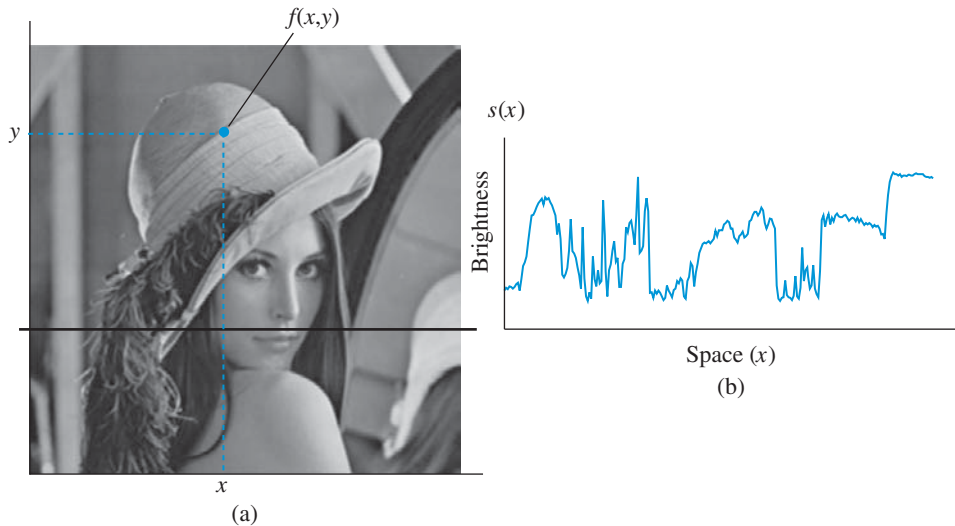 f(x,y)
y
x
(a)
s(x)
Brightness
Space (x)
(b)